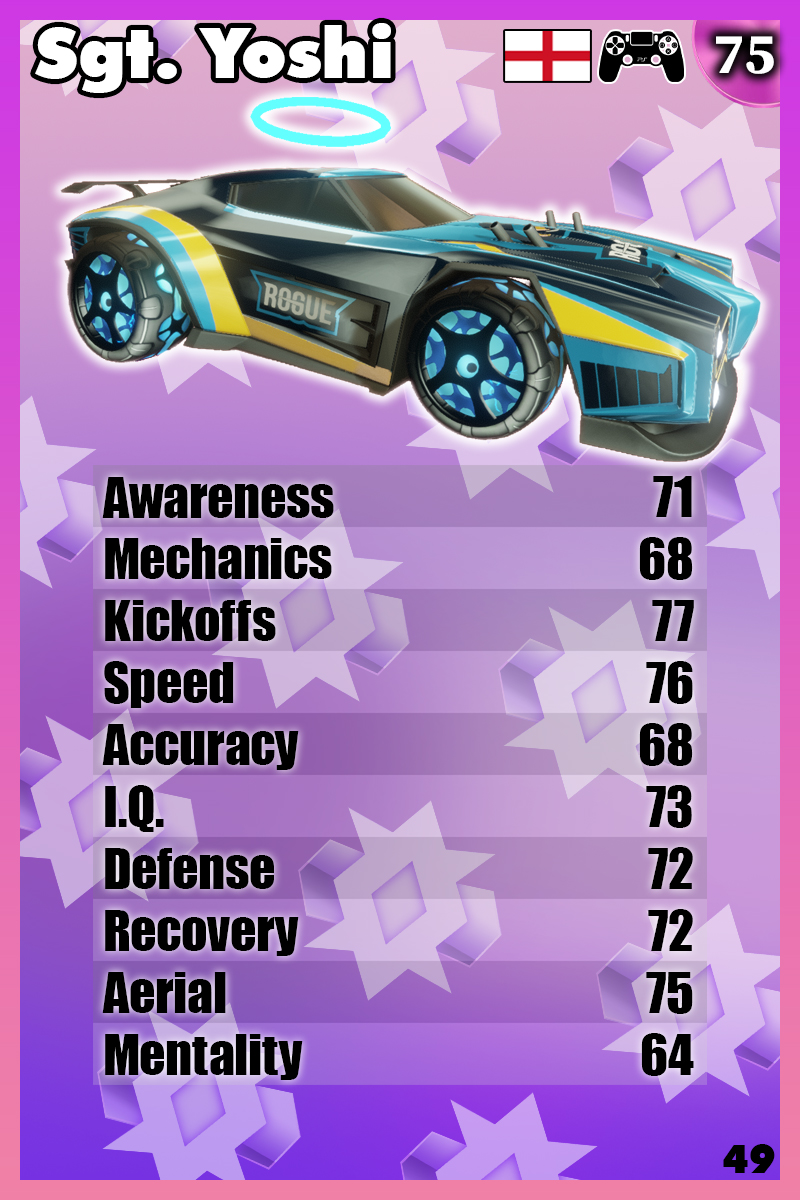 Sgt. Yoshi
75
ROGUE
Awareness 71
Mechanics 68
Kickoffs 77
Speed 76
Accuracy 68
I.Q. 73
Defense 72
Recovery 72
Aerial 75
Mentality 64
49